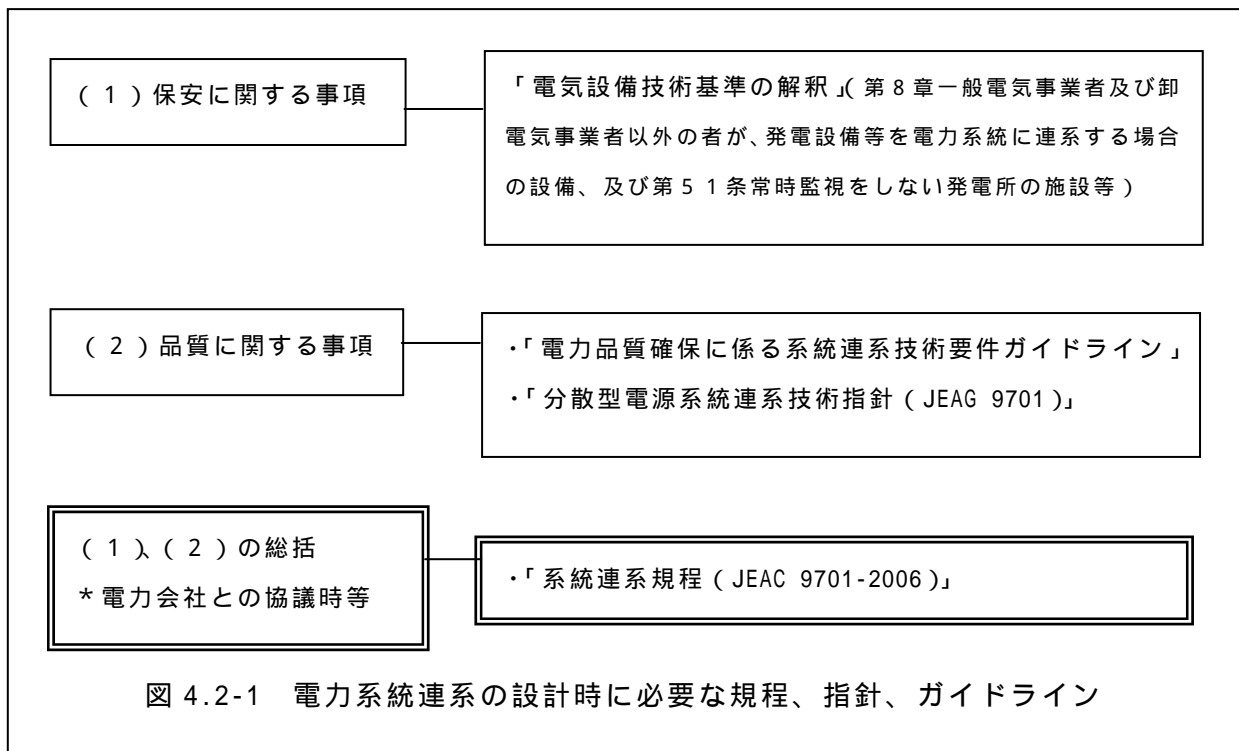 （１）保安に関する事項
「電気設備技術基準の解釈」（第８章一般電気事業者及び卸
電気事業者以外の者が、発電設備等を電力系統に連系する場合
の設備、及び第５１条常時監視をしない発電所の施設等）
（２）品質に関する事項
・「電力品質確保に係る系統連系技術要件ガイドライン」
・「分散型電源系統連系技術指針（JEAG 9701）」
（１）、（２）の総括
*電力会社との協議時等
・「系統連系規程（JEAC 9701-2006）」
図 4.2-1　電力系統連系の設計時に必要な規程、指針、ガイドライン